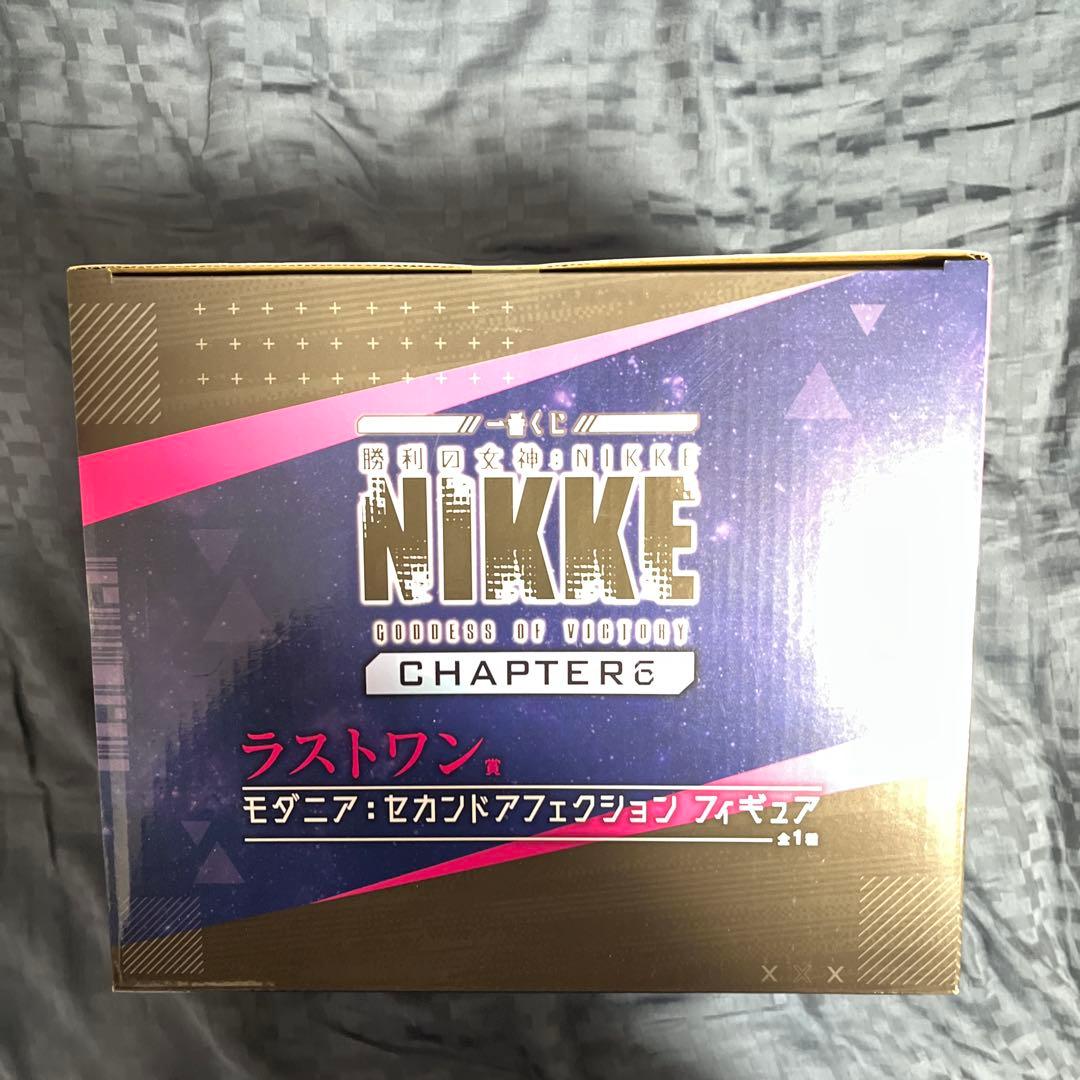 一番くじ
勝利の女神:NIKKE
NIKKE
GODDESS OF VICTORY
CHAPTER6
ラストワン賞
モダニア:セカンドアフェクション フィギュア
全1種